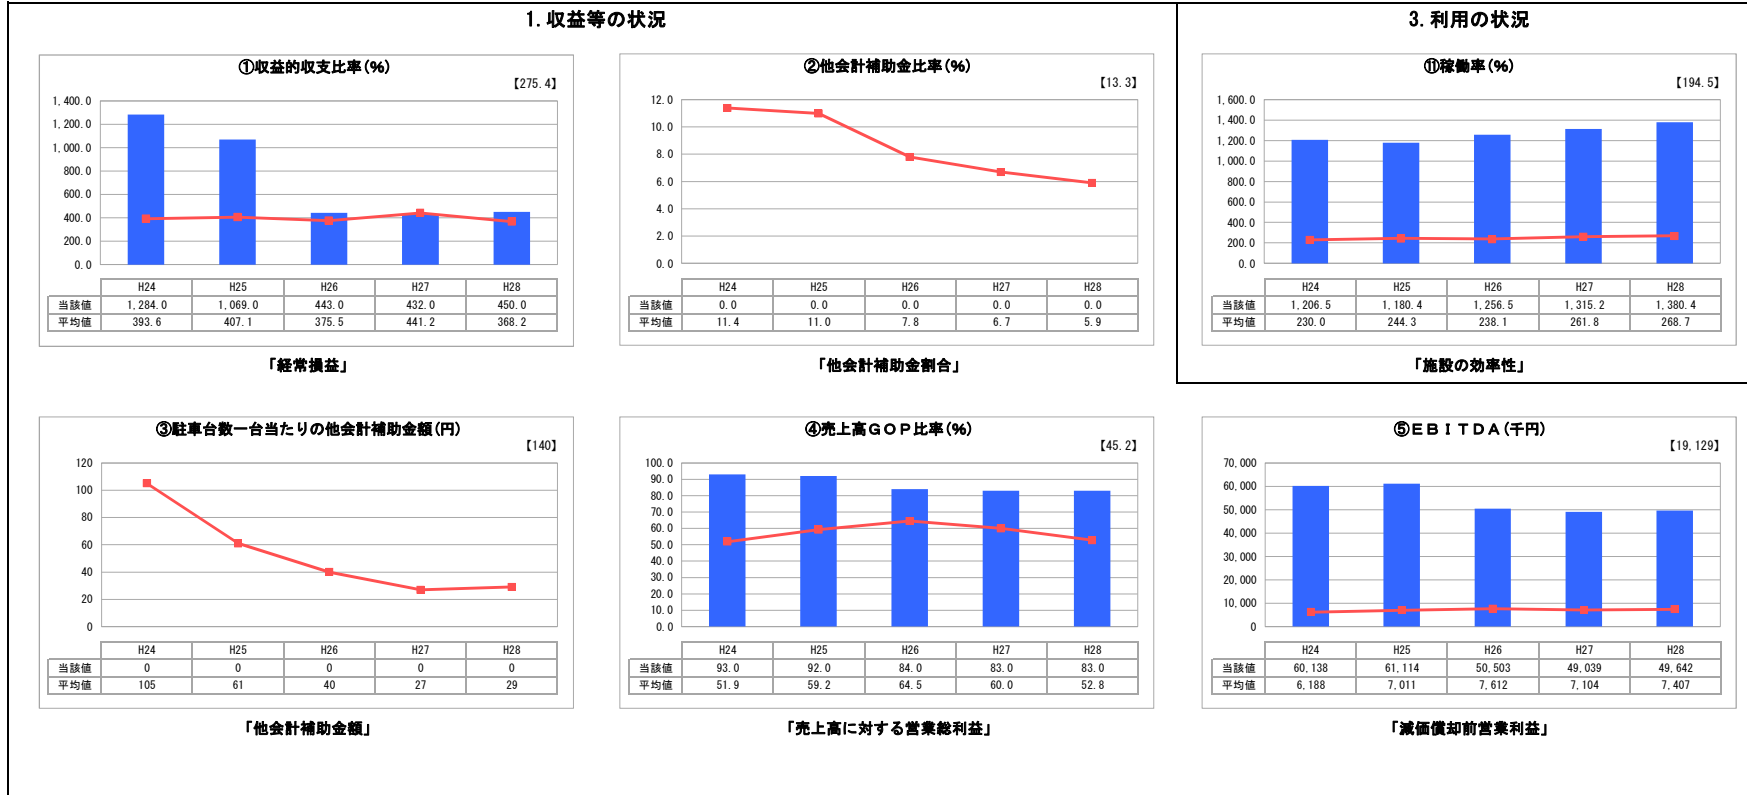 1. 収益等の状況
3. 利用の状況
①収益的収支比率(%)
【275.4】
1,400.0
1,200.0
1,000.0
800.0
600.0
400.0
200.0
0.0
H24 H25 H26 H27 H28
当該値 1,284.0 1,069.0 443.0 432.0 450.0
平均値 393.6 407.1 375.5 441.2 368.2
「経常損益」
②他会計補助金比率(%)
【13.3】
12.0
10.0
8.0
6.0
4.0
2.0
0.0
H24 H25 H26 H27 H28
当該値 0.0 0.0 0.0 0.0 0.0
平均値 11.4 11.0 7.8 6.7 5.9
「他会計補助金割合」
⑪稼働率(%)
【194.5】
1,600.0
1,400.0
1,200.0
1,000.0
800.0
600.0
400.0
200.0
0.0
H24 H25 H26 H27 H28
当該値 1,206.5 1,180.4 1,256.5 1,315.2 1,380.4
平均値 230.0 244.3 238.1 261.8 268.7
「施設の効率性」
③駐車台数一台当たりの他会計補助金額(円)
【140】
120
100
80
60
40
20
0
H24 H25 H26 H27 H28
当該値 0 0 0 0 0
平均値 105 61 40 27 29
「他会計補助金額」
④売上高GOP比率(%)
【45.2】
100.0
90.0
80.0
70.0
60.0
50.0
40.0
30.0
20.0
10.0
0.0
H24 H25 H26 H27 H28
当該値 93.0 92.0 84.0 83.0 83.0
平均値 51.9 59.2 64.5 60.0 52.8
「売上高に対する営業総利益」
⑤EBITDA(千円)
【19,129】
70,000
60,000
50,000
40,000
30,000
20,000
10,000
0
H24 H25 H26 H27 H28
当該値 60,138 61,114 50,503 49,039 49,642
平均値 6,188 7,011 7,612 7,104 7,407
「減価償却前営業利益」